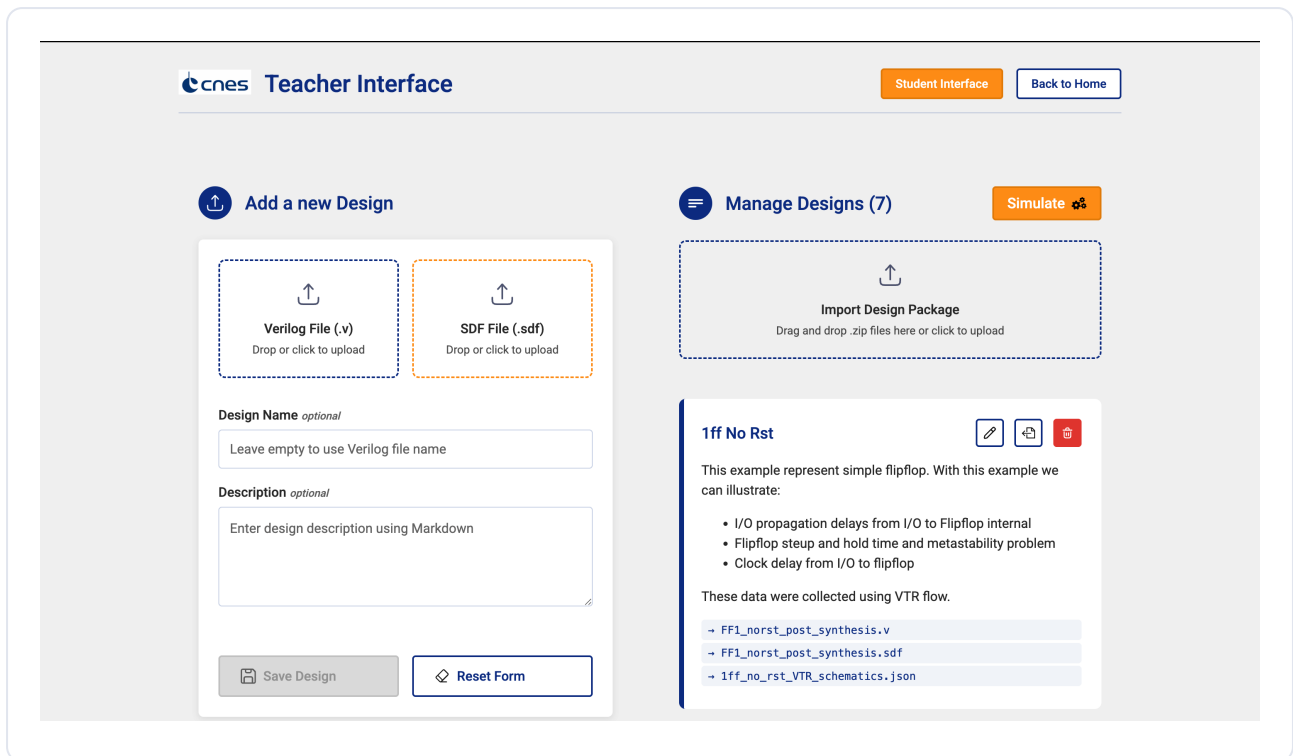 cnes Teacher Interface
Student Interface
Back to Home
Add a new Design
Verilog File (.v)
Drop or click to upload
SDF File (.sdf)
Drop or click to upload
Design Name optional
Leave empty to use Verilog file name
Description optional
Enter design description using Markdown
Save Design
Reset Form
Manage Designs (7)
Simulate
Import Design Package
Drag and drop .zip files here or click to upload
1ff No Rst
This example represent simple flipflop. With this example we
can illustrate:
• I/O propagation delays from I/O to Flipflop internal
• Flipflop steup and hold time and metastability problem
• Clock delay from I/O to flipflop
These data were collected using VTR flow.
→ FF1_norst_post_synthesis.v
→ FF1_norst_post_synthesis.sdf
→ 1ff_no_rst_VTR_schematics.json